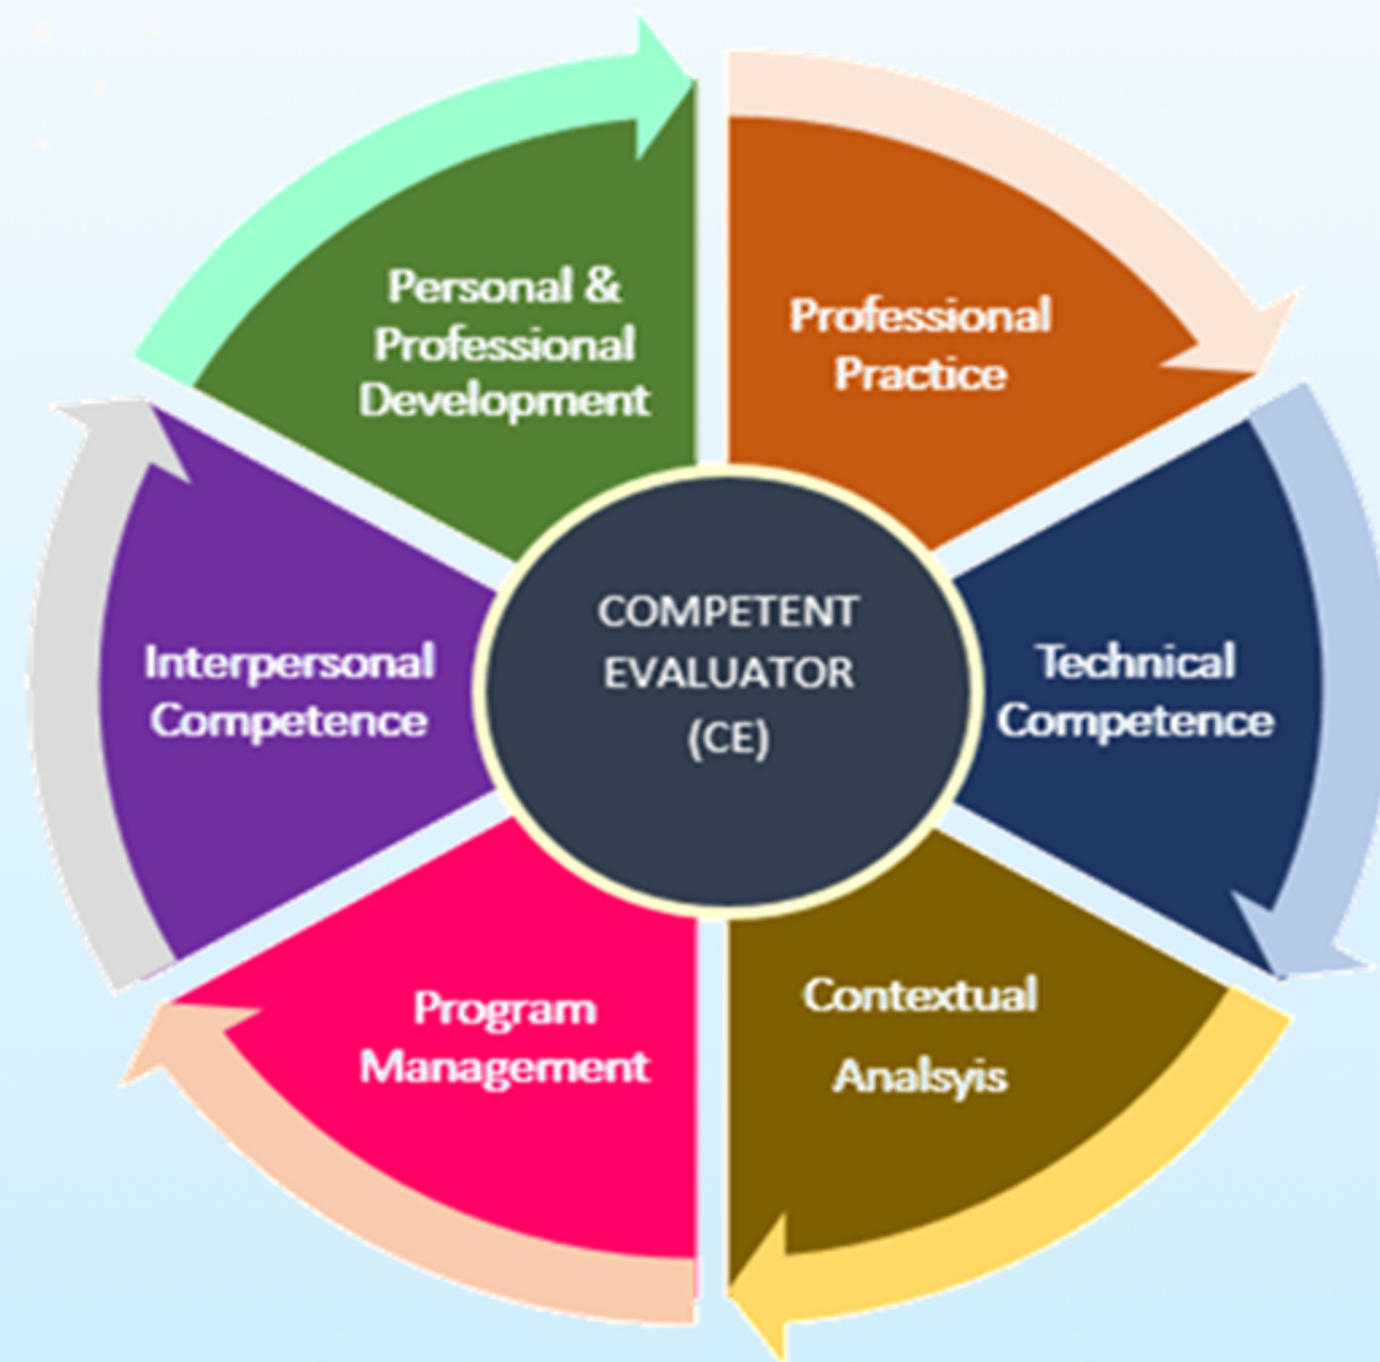 Personal &
Professional
Development
Professional
Practice
Interpersonal
Competence
COMPETENT
EVALUATOR
(CE)
Technical
Competence
Program
Management
Contextual
Analsyis